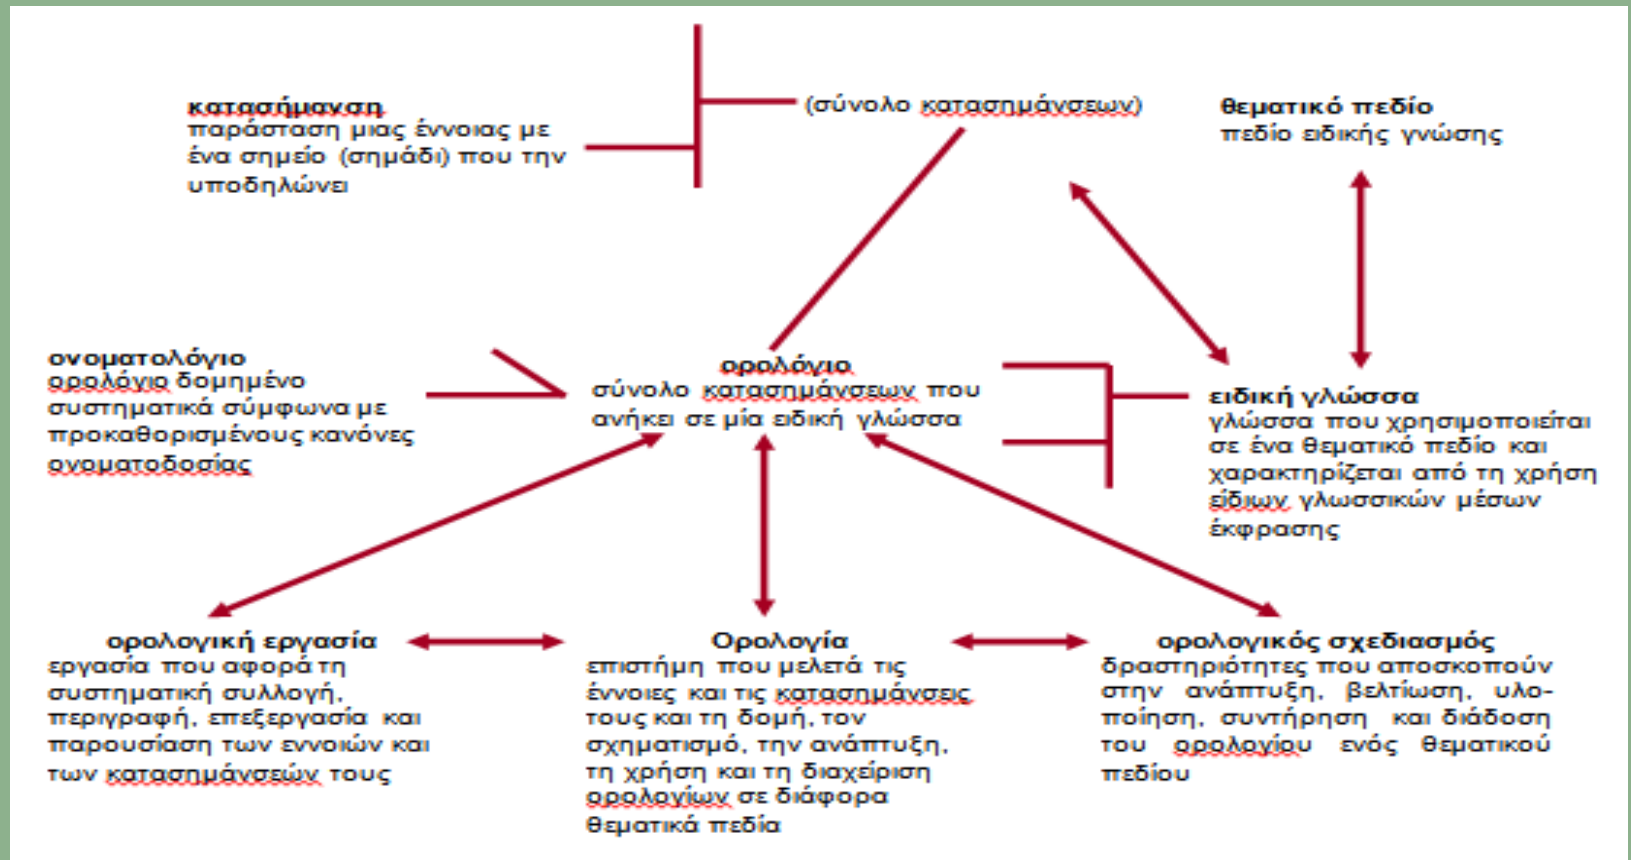 κατασήμανση
παράσταση μιας έννοιας με
ένα σημείο (σημάδι) που την
υποδηλώνει
(σύνολο κατασημάνσεων)
θεματικό πεδίο
πεδίο ειδικής γνώσης
ονοματολόγιο
ορολόγιο δομημένο
συστηματικά σύμφωνα με
προκαθορισμένους κανόνες
ονοματοδοσίας
ορολόγιο
σύνολο κατασημάνσεων που
ανήκει σε μία ειδική γλώσσα
ειδική γλώσσα
γλώσσα που χρησιμοποιείται
σε ένα θεματικό πεδίο και
χαρακτηρίζεται από τη χρήση
είδιων γλωσσικών μέσων
έκφρασης
ορολογική εργασία
εργασία που αφορά τη
συστηματική συλλογή,
περιγραφή, επεξεργασία και
παρουσίαση των εννοιών και
των κατασημάνσεών τους
Ορολογία
επιστήμη που μελετά τις
έννοιες και τις κατασημάνσεις
τους και τη δομή, τον
σχηματισμό, την ανάπτυξη,
τη χρήση και τη διαχείριση
ορολογίων σε διάφορα
θεματικά πεδία
ορολογικός σχεδιασμός
δραστηριότητες που αποσκοπούν
στην ανάπτυξη, βελτίωση, υλο-
ποίηση, συντήρηση και διάδοση
του ορολογίου ενός θεματικού
πεδίου